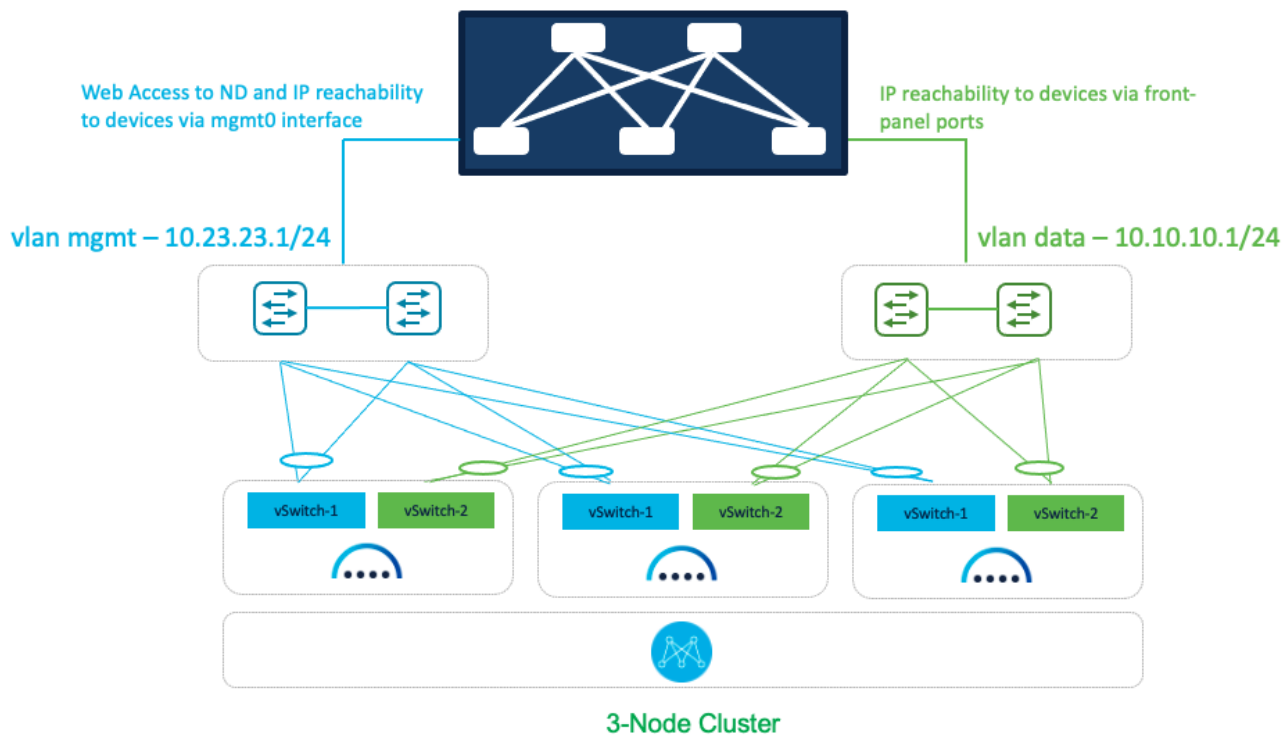 Web Access to ND and IP reachability
to devices via mgmt0 interface
IP reachability to devices via front-
panel ports
vlan mgmt – 10.23.23.1/24
vlan data – 10.10.10.1/24
vSwitch-1
vSwitch-2
vSwitch-1
vSwitch-2
vSwitch-1
vSwitch-2
3-Node Cluster